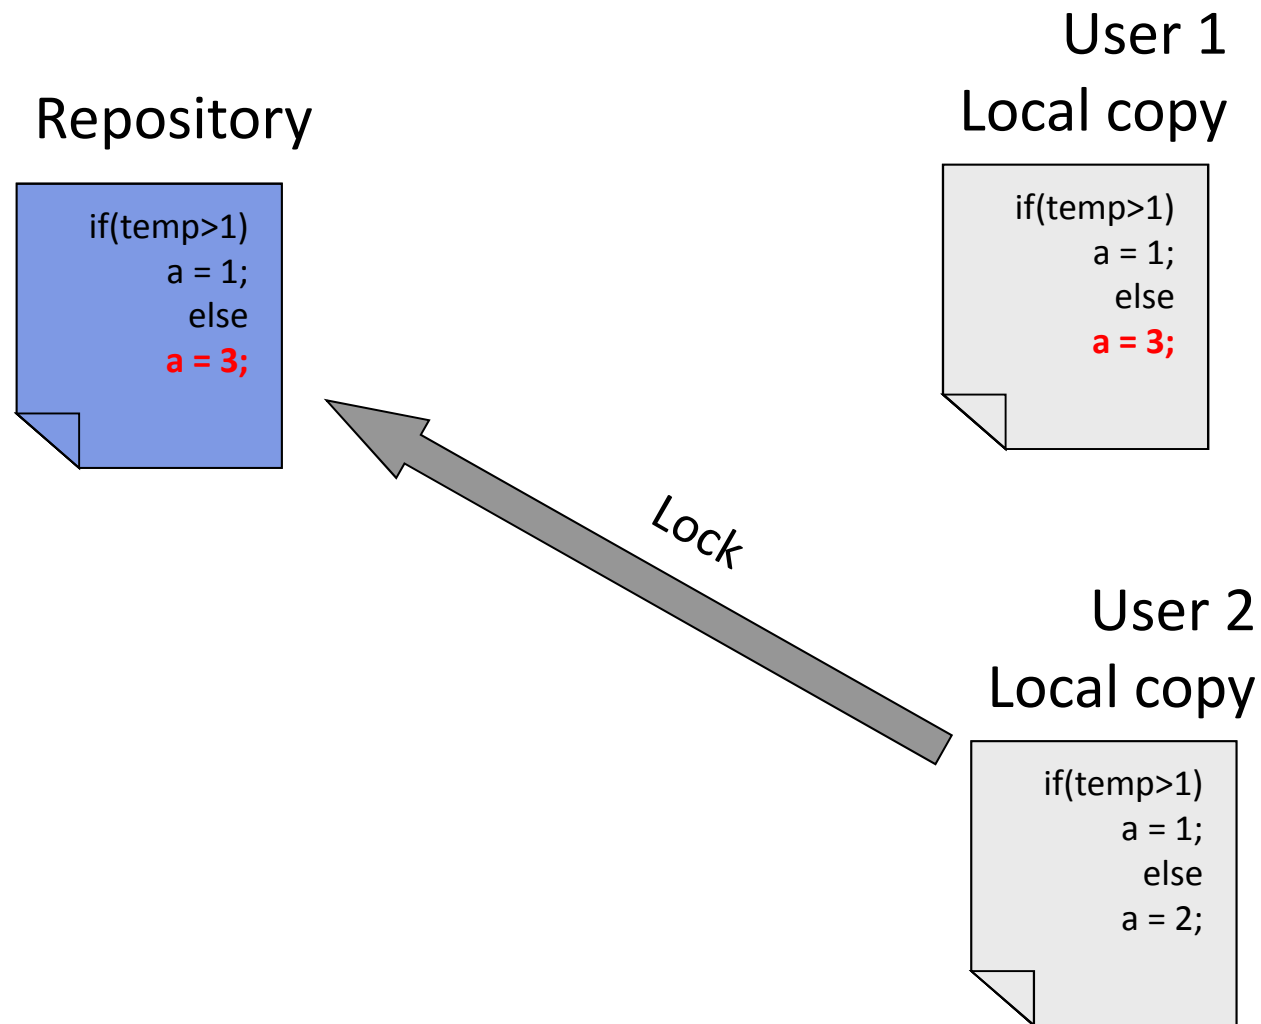 Repository
if(temp>1)
a = 1;
else
a = 3;
User 1
Local copy
if(temp>1)
a = 1;
else
a = 3;
Lock
User 2
Local copy
if(temp>1)
a = 1;
else
a = 2;